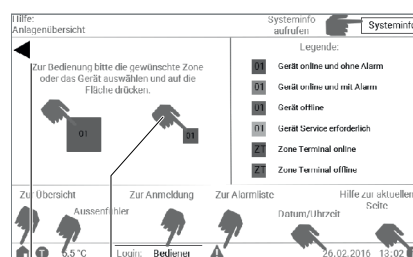 Hilfe:
Anlagenübersicht
Systeminfo
aufrufen
Systeminfo
Zur Bedienung bitte die gewünschte Zone
oder das Gerät auswählen und auf die
Fläche drücken.
01
01
Legende:
01 Gerät online und ohne Alarm
01 Gerät online und mit Alarm
01 Gerät offline
01 Gerät Service erforderlich
ZT Zone Terminal online
ZT Zone Terminal offline
Zur Übersicht
Aussenfühler
Zur Anmeldung
Zur Alarmliste
Datum/Uhrzeit
Hilfe zur aktuellen
Seite
6.5 °C
Login: Bediener
26.02.2016 13:02